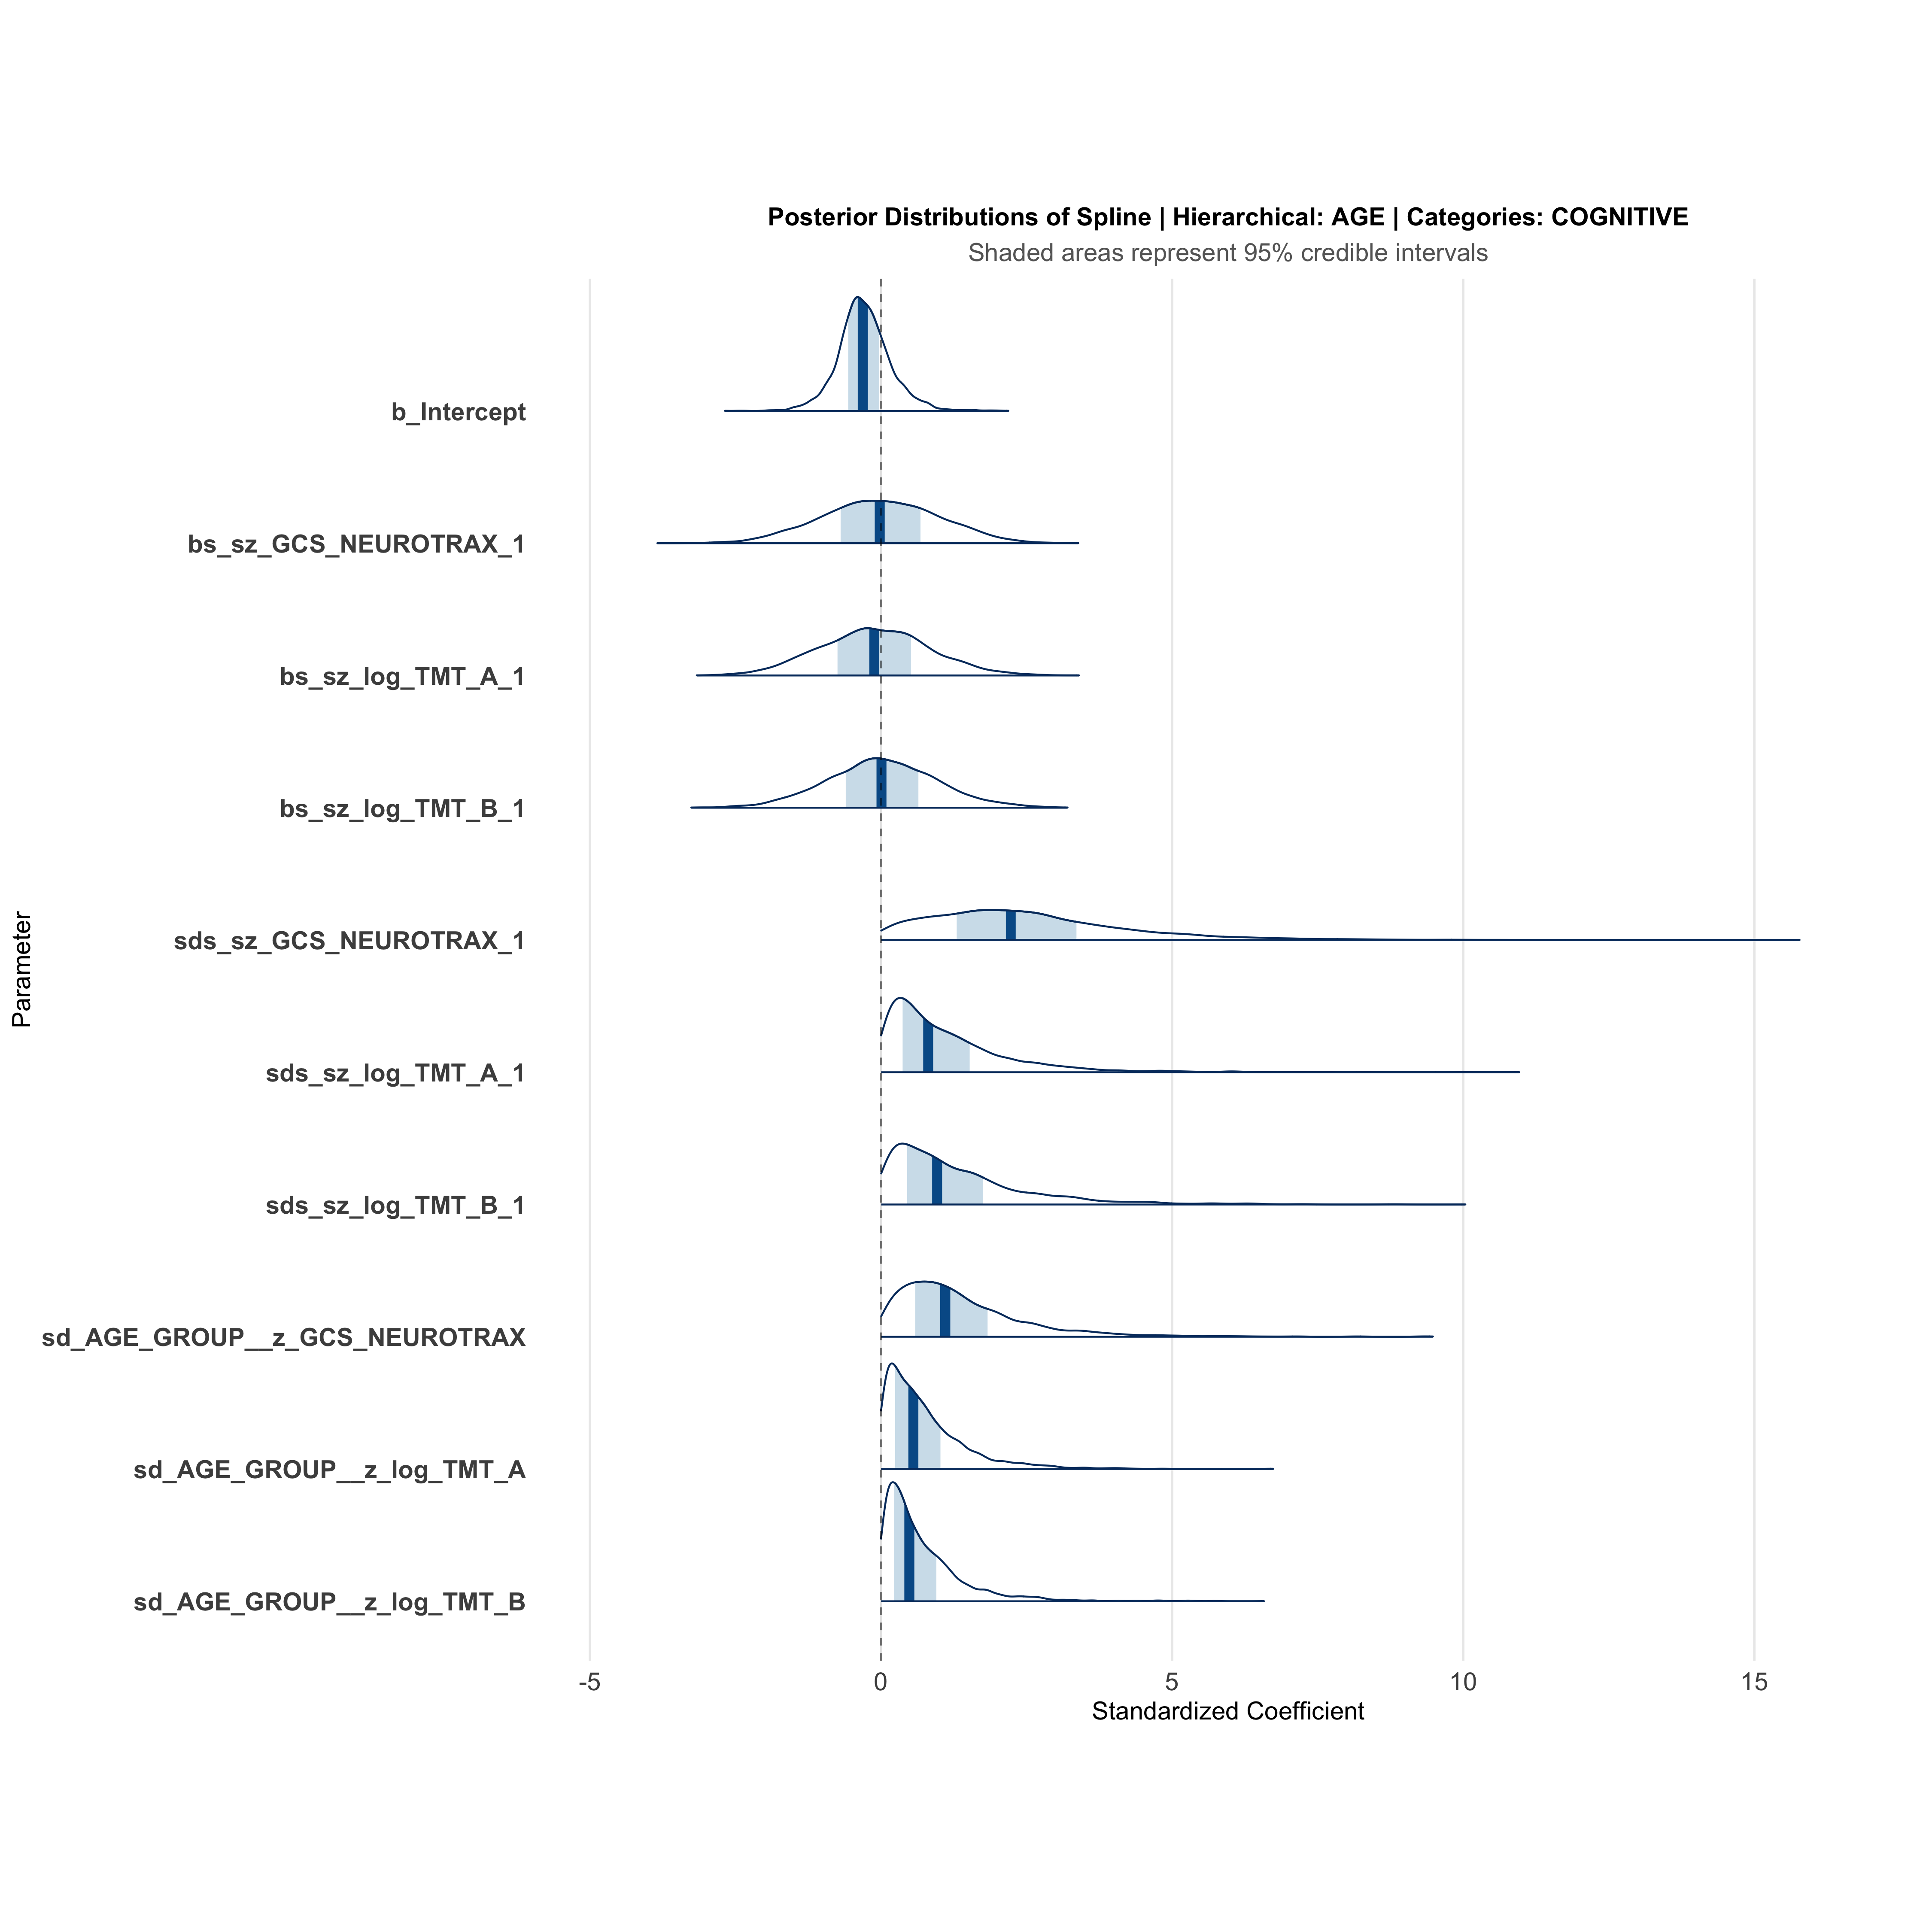 Posterior Distributions of Spline | Hierarchical: AGE | Categories: COGNITIVE
Shaded areas represent 95% credible intervals
Parameter
b_Intercept
bs_sz_GCS_NEUROTRAX_1
bs_sz_log_TMT_A_1
bs_sz_log_TMT_B_1
sds_sz_GCS_NEUROTRAX_1
sds_sz_log_TMT_A_1
sds_sz_log_TMT_B_1
sd_AGE_GROUP__z_GCS_NEUROTRAX
sd_AGE_GROUP__z_log_TMT_A
sd_AGE_GROUP__z_log_TMT_B
-5 0 5 10 15
Standardized Coefficient